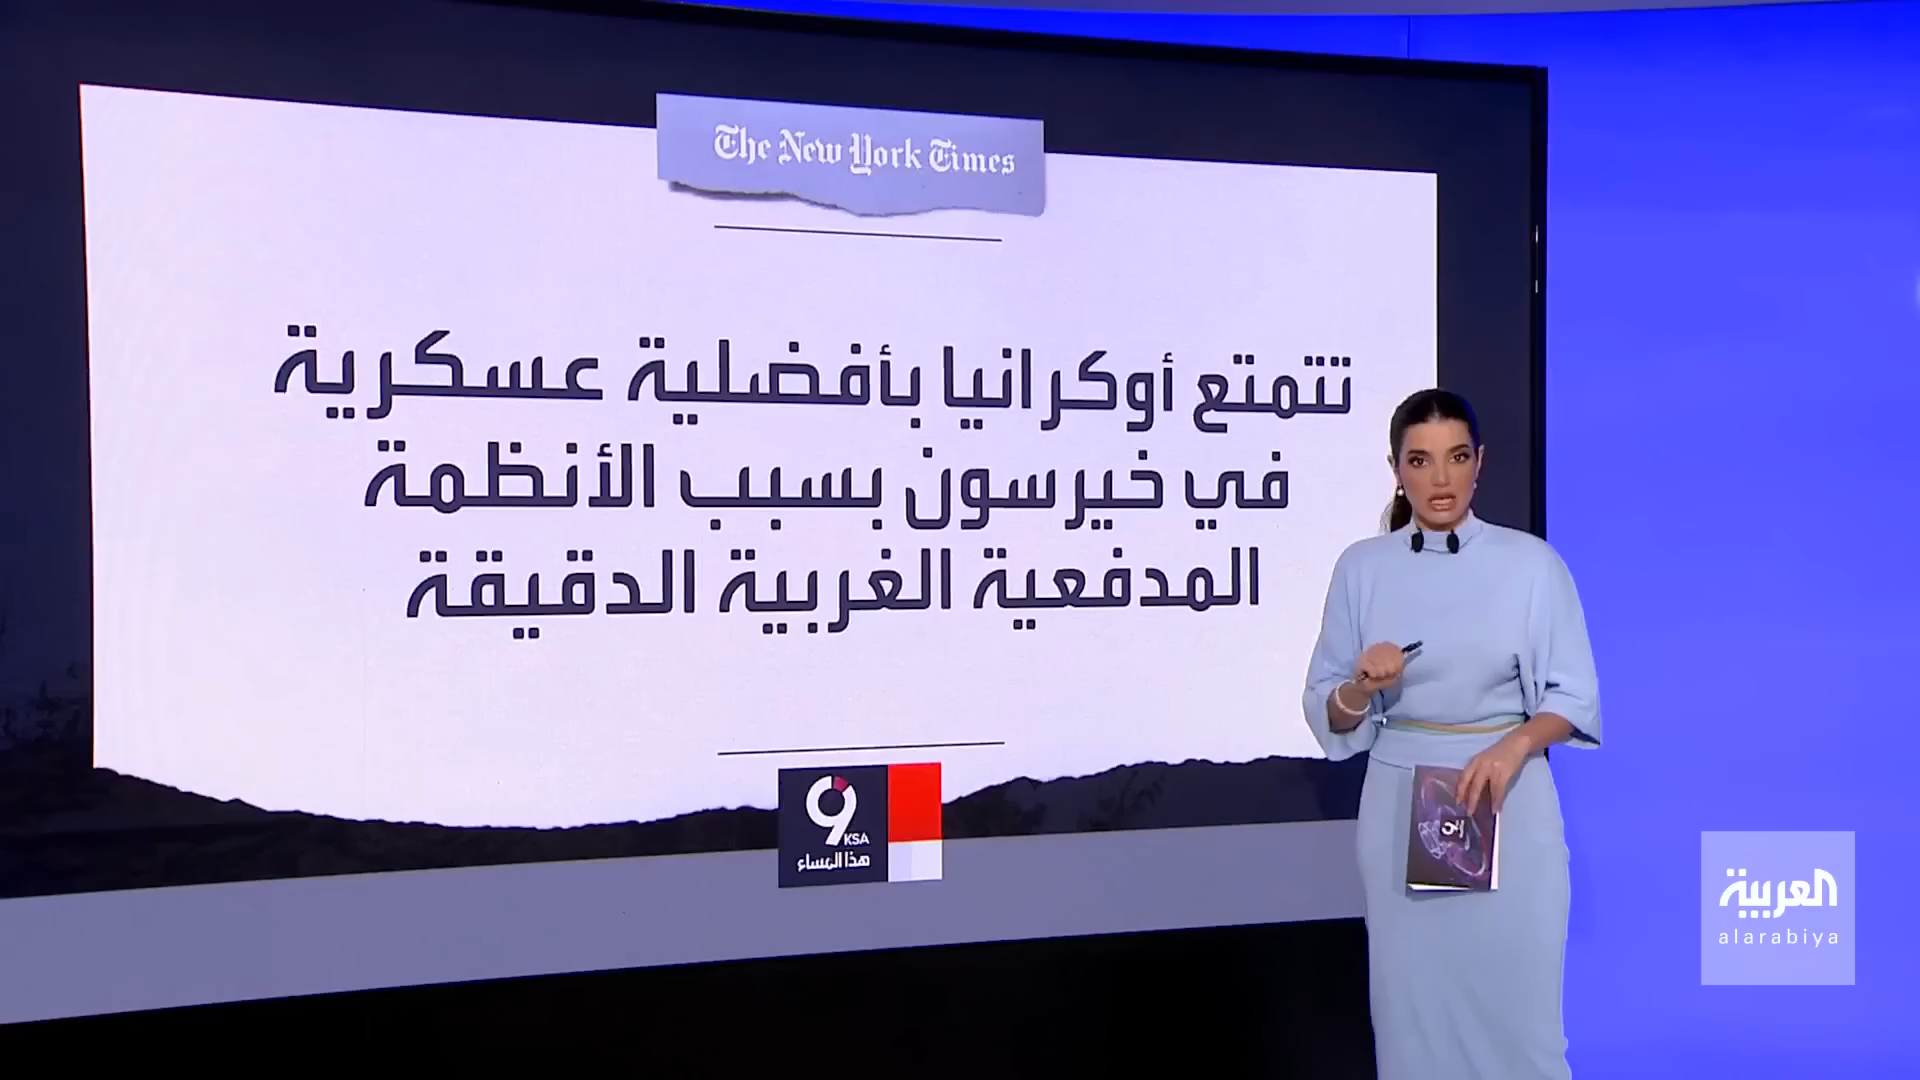 The New York Times
تتمتع أوكرانيا بأفضلية عسكرية
في خيرسون بسبب الأنظمة
المدفعية الغربية الدقيقة
9
KSA
هذا المساء
العربية
alarabiya